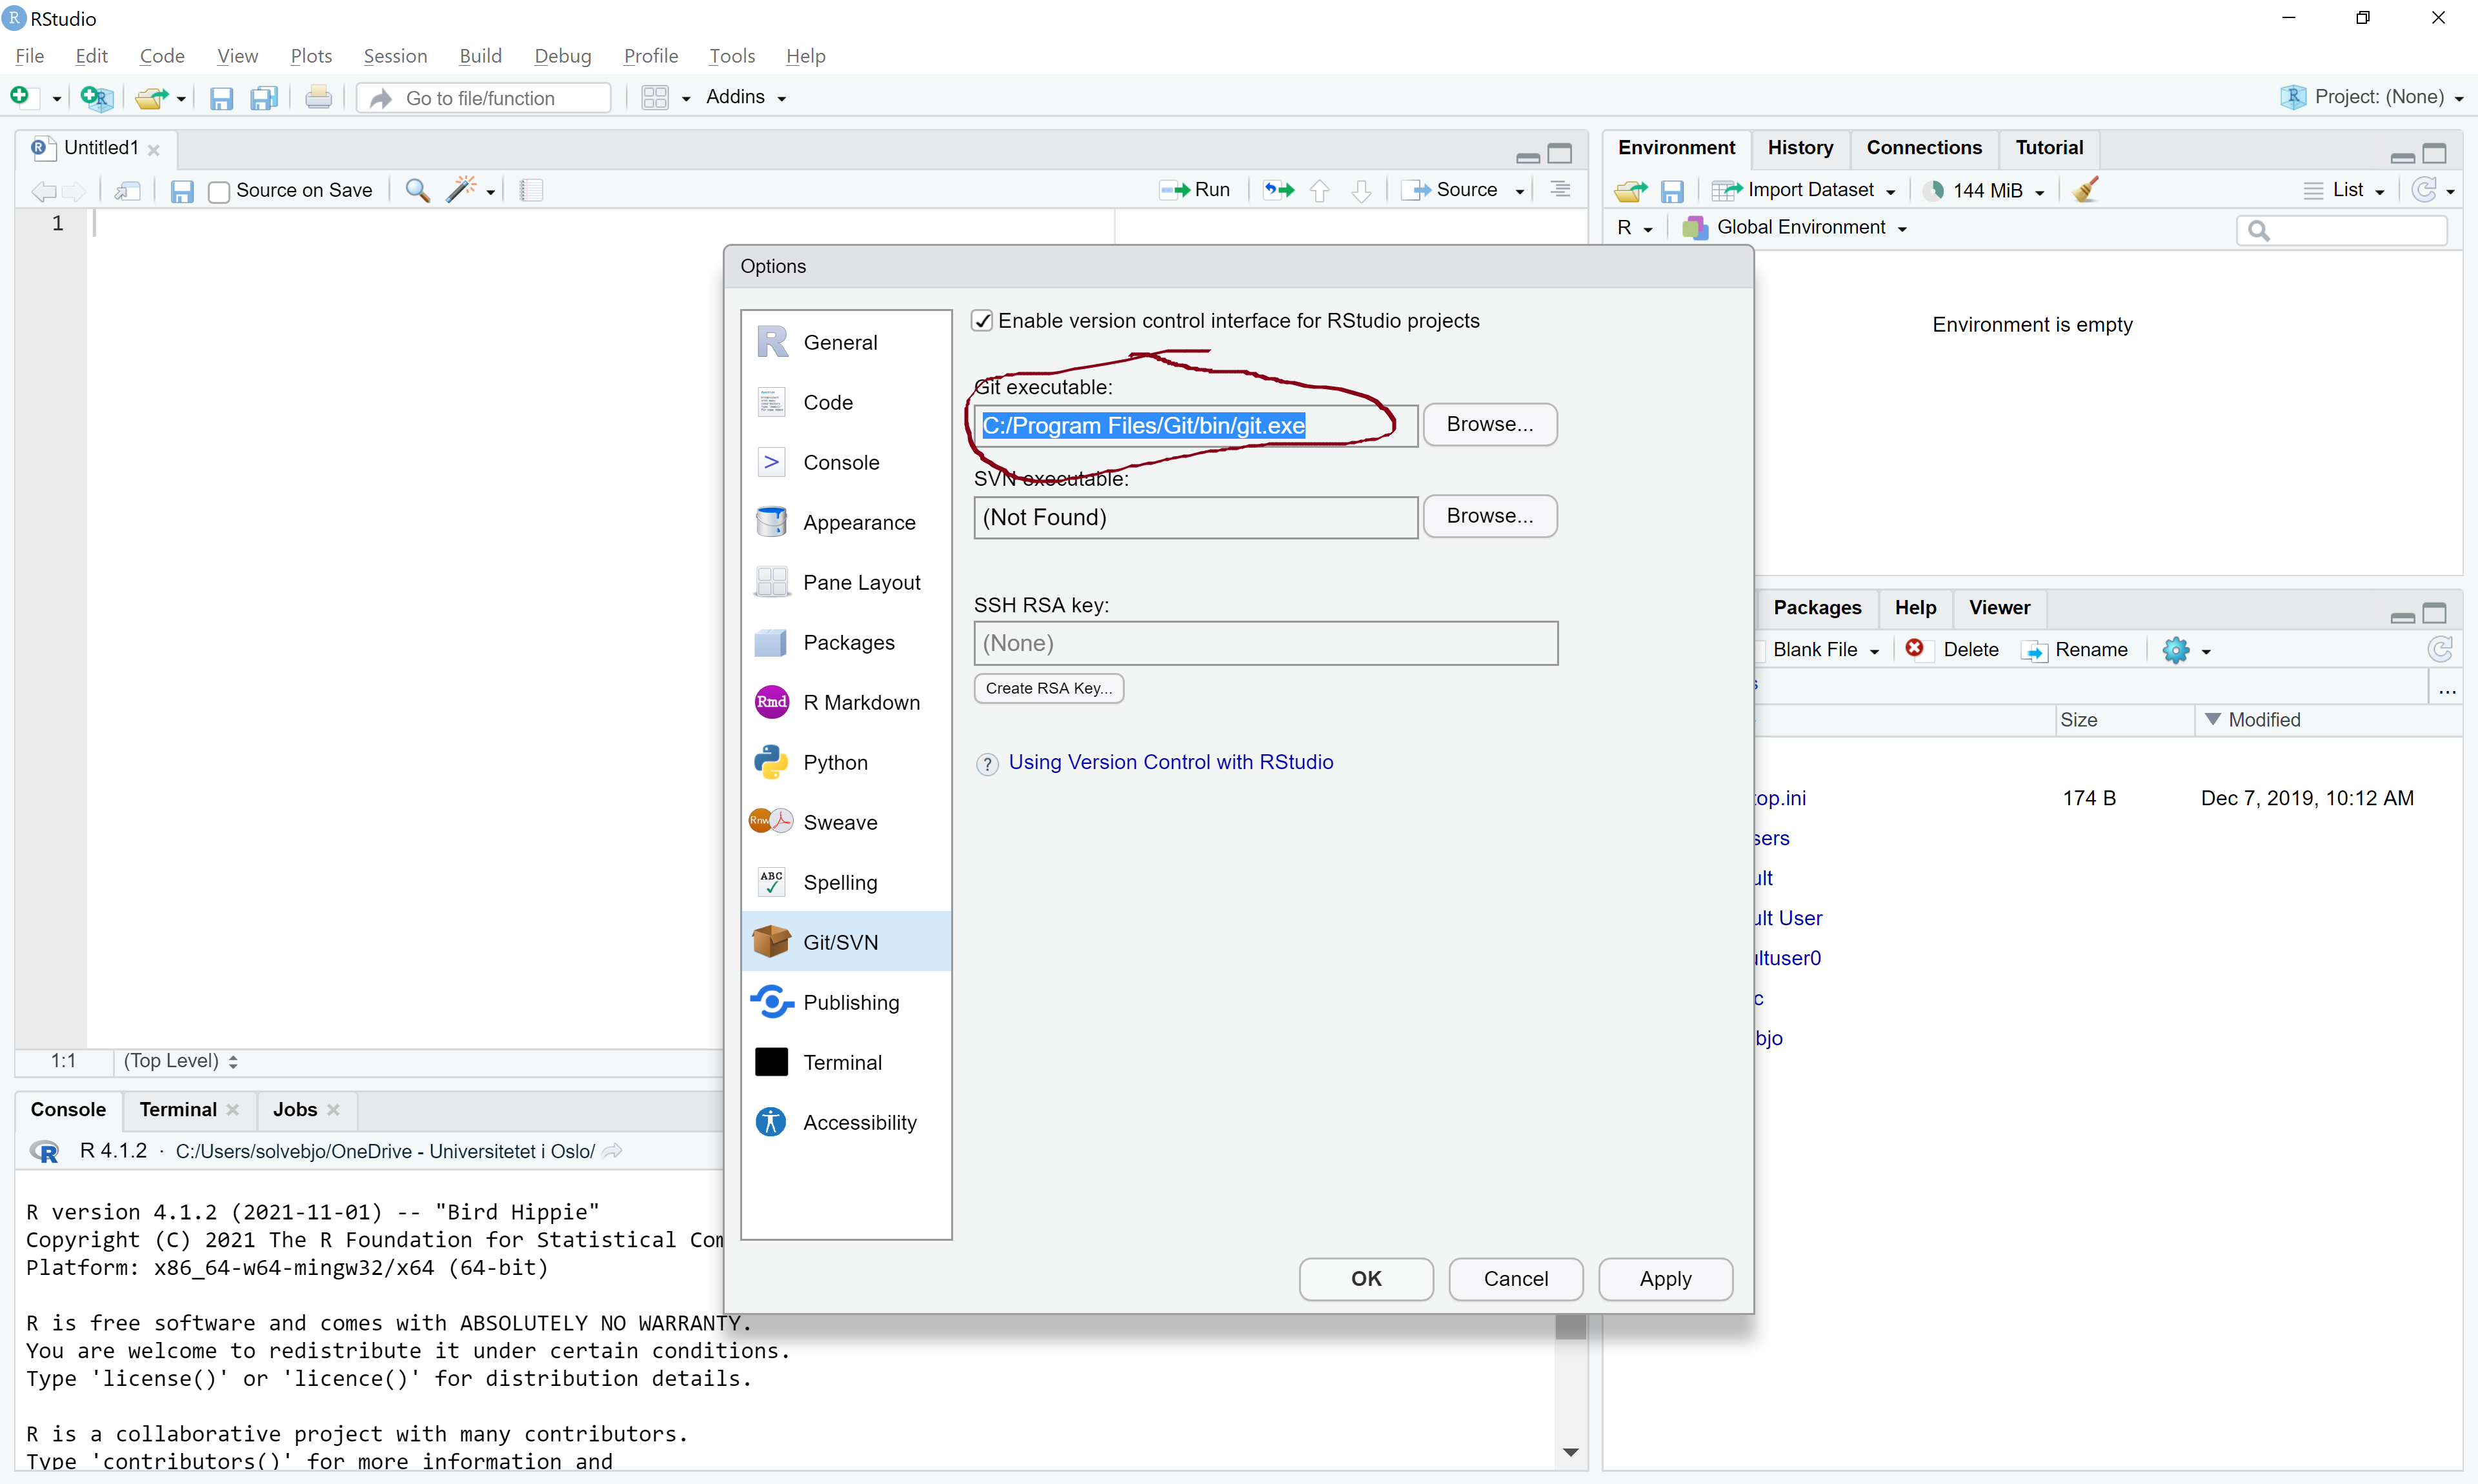 RStudio
File Edit Code View Plots Session Build Debug Profile Tools Help
Go to file/function Addins Project: (None)
Untitled1
Source on Save Run Source
1
1:1 (Top Level)
Environment History Connections Tutorial
Import Dataset 144 MiB List
R Global Environment
Environment is empty
Options
General
Code
Console
Appearance
Pane Layout
Packages
Rmd R Markdown
Python
Rnw Sweave
ABC Spelling
Git/SVN
Publishing
Terminal
Accessibility
Enable version control interface for RStudio projects
Git executable:
C:/Program Files/Git/bin/git.exe Browse...
SVN executable:
(Not Found) Browse...
SSH RSA key:
(None)
Create RSA Key...
? Using Version Control with RStudio
OK Cancel Apply
Packages Help Viewer
Blank File Delete Rename
s ...
Size Modified
top.ini 174 B Dec 7, 2019, 10:12 AM
sers
ult
ult User
ltuser0
c
bjo
Console Terminal Jobs
R 4.1.2 · C:/Users/solvebjo/OneDrive - Universitetet i Oslo/
R version 4.1.2 (2021-11-01) -- "Bird Hippie"
Copyright (C) 2021 The R Foundation for Statistical Com
Platform: x86_64-w64-mingw32/x64 (64-bit)
R is free software and comes with ABSOLUTELY NO WARRANTY.
You are welcome to redistribute it under certain conditions.
Type 'license()' or 'licence()' for distribution details.
R is a collaborative project with many contributors.
Type 'contributors()' for more information and